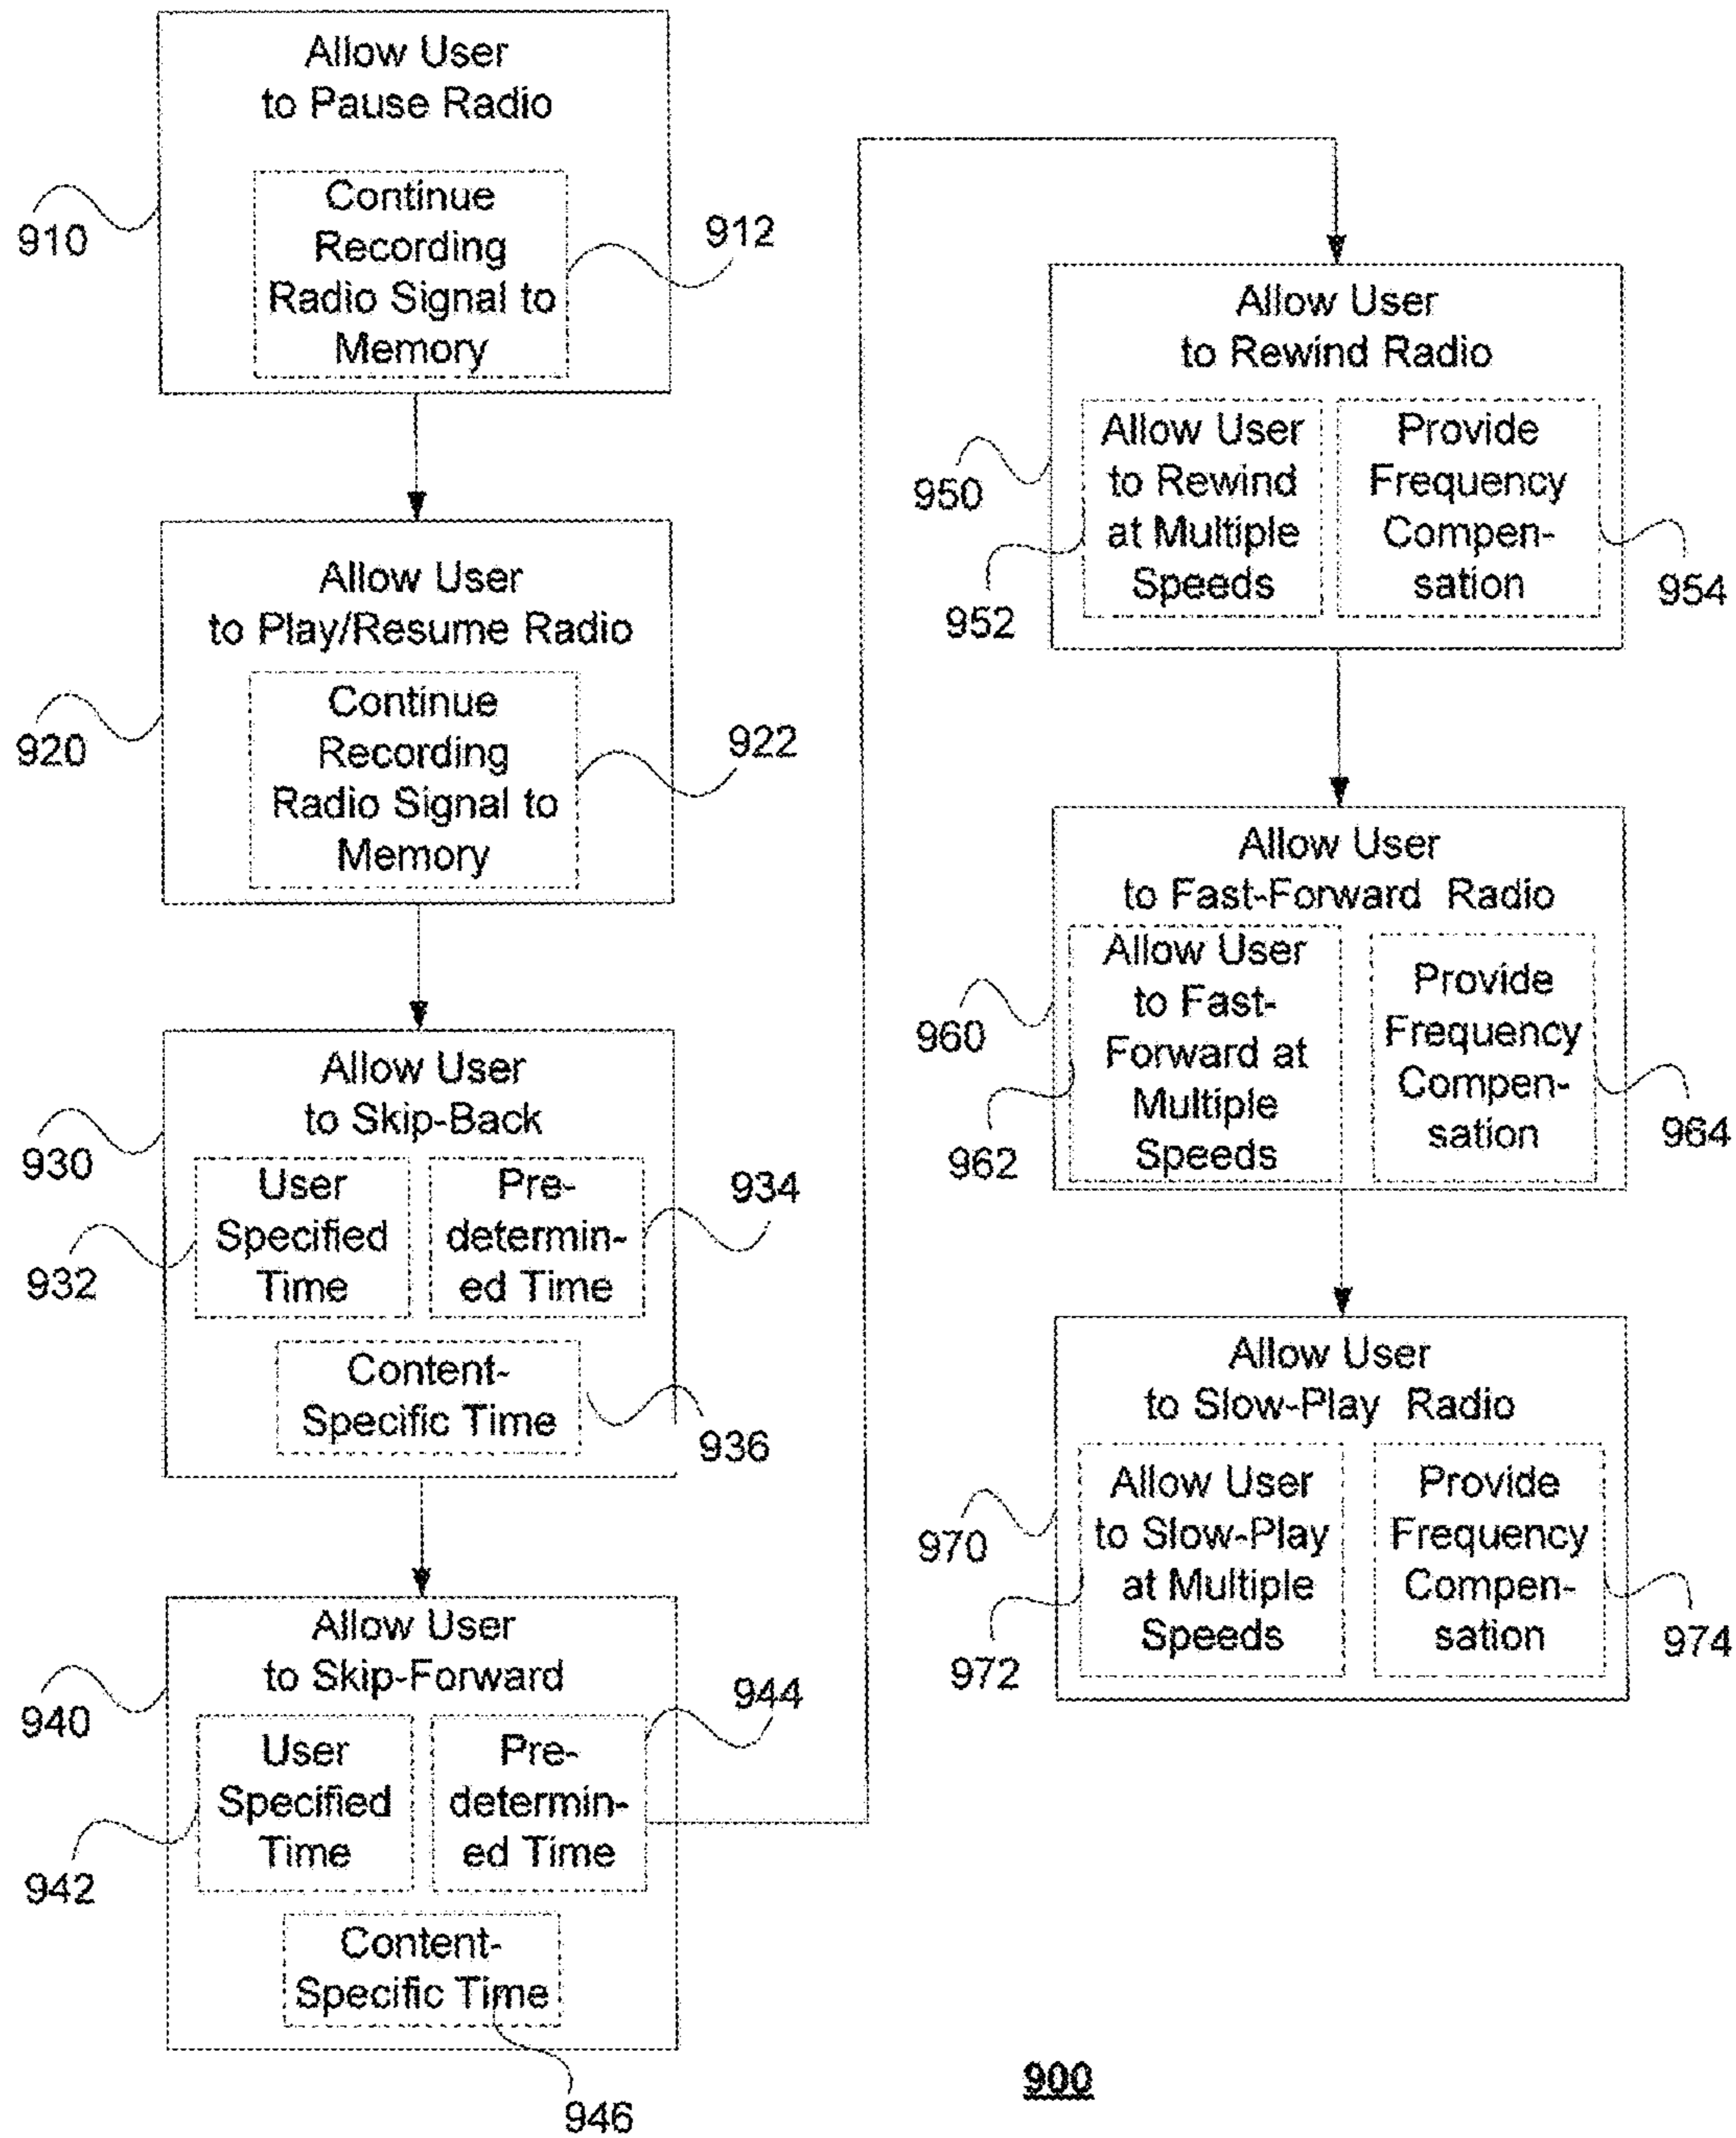 Allow User
to Pause Radio
Continue
Recording
Radio Signal to
Memory
910
912
Allow User
to Play/Resume Radio
Continue
Recording
Radio Signal to
Memory
920
922
Allow User
to Skip-Back
930
User
Specified
Time
932
Pre-
determin-
ed Time
934
Content-
Specific Time
936
Allow User
to Skip-Forward
940
User
Specified
Time
942
Pre-
determin-
ed Time
944
Content-
Specific Time
946
Allow User
to Rewind Radio
950
Allow User
to Rewind
at Multiple
Speeds
952
Provide
Frequency
Compen-
sation
954
Allow User
to Fast-Forward Radio
960
Allow User
to Fast-
Forward at
Multiple
Speeds
962
Provide
Frequency
Compen-
sation
964
Allow User
to Slow-Play Radio
970
Allow User
to Slow-Play
at Multiple
Speeds
972
Provide
Frequency
Compen-
sation
974
900